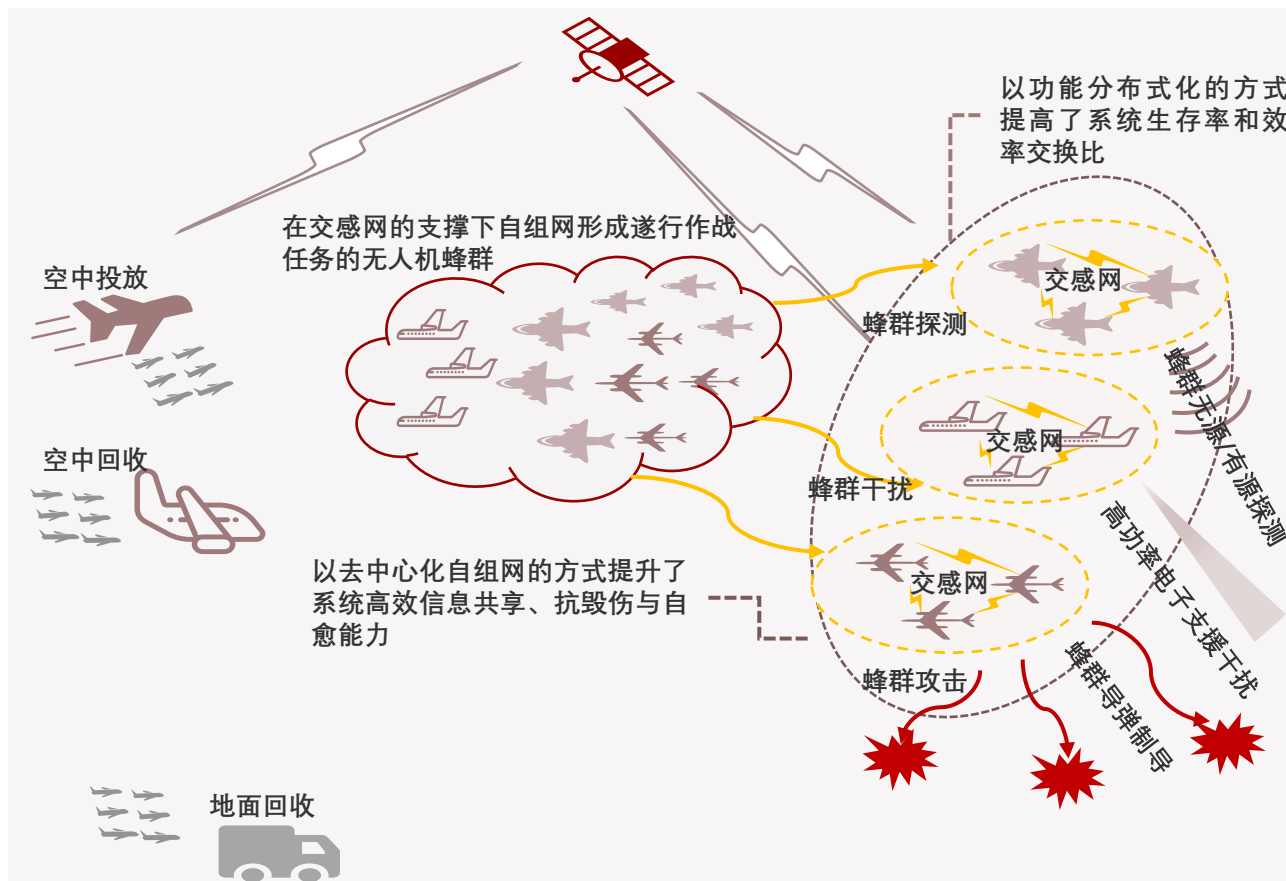 以功能分布式化的方式
提高了系统生存率和效
率交换比
在交感网的支撑下自组网形成遂行作战
任务的无人机蜂群
空中投放
交感网
蜂群探测
蜂群无源/有源探测
空中回收
交感网
蜂群干扰
高功率电子支援干扰
以去中心化自组网的方式提升了
系统高效信息共享、抗毁伤与自
愈能力
交感网
蜂群攻击
蜂群导弹制导
地面回收